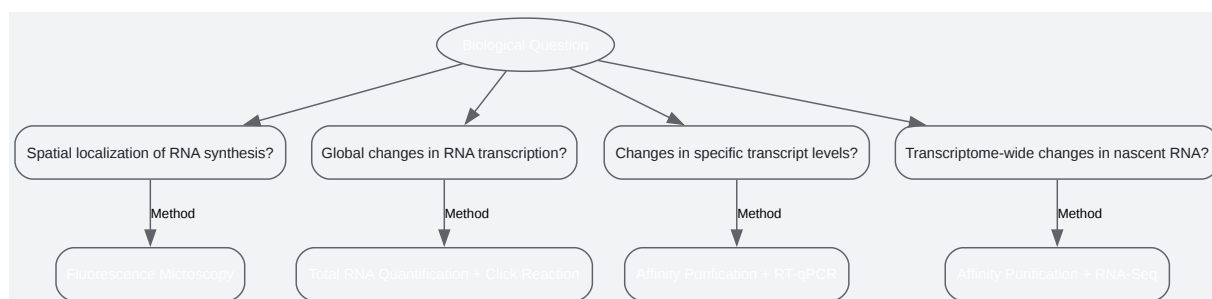 Biological Question
Spatial localization of RNA synthesis?
Global changes in RNA transcription?
Changes in specific transcript levels?
Transcriptome-wide changes in nascent RNA?
Method
Method
Method
Method
Fluorescence Microscopy
Total RNA Quantification + Click Reaction
Affinity Purification + RT-qPCR
Affinity Purification + RNA-Seq